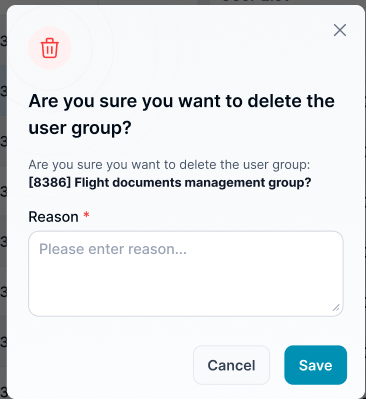 Are you sure you want to delete the
user group?
Are you sure you want to delete the user group:
[8386] Flight documents management group?
Reason *
Please enter reason...
Cancel
Save